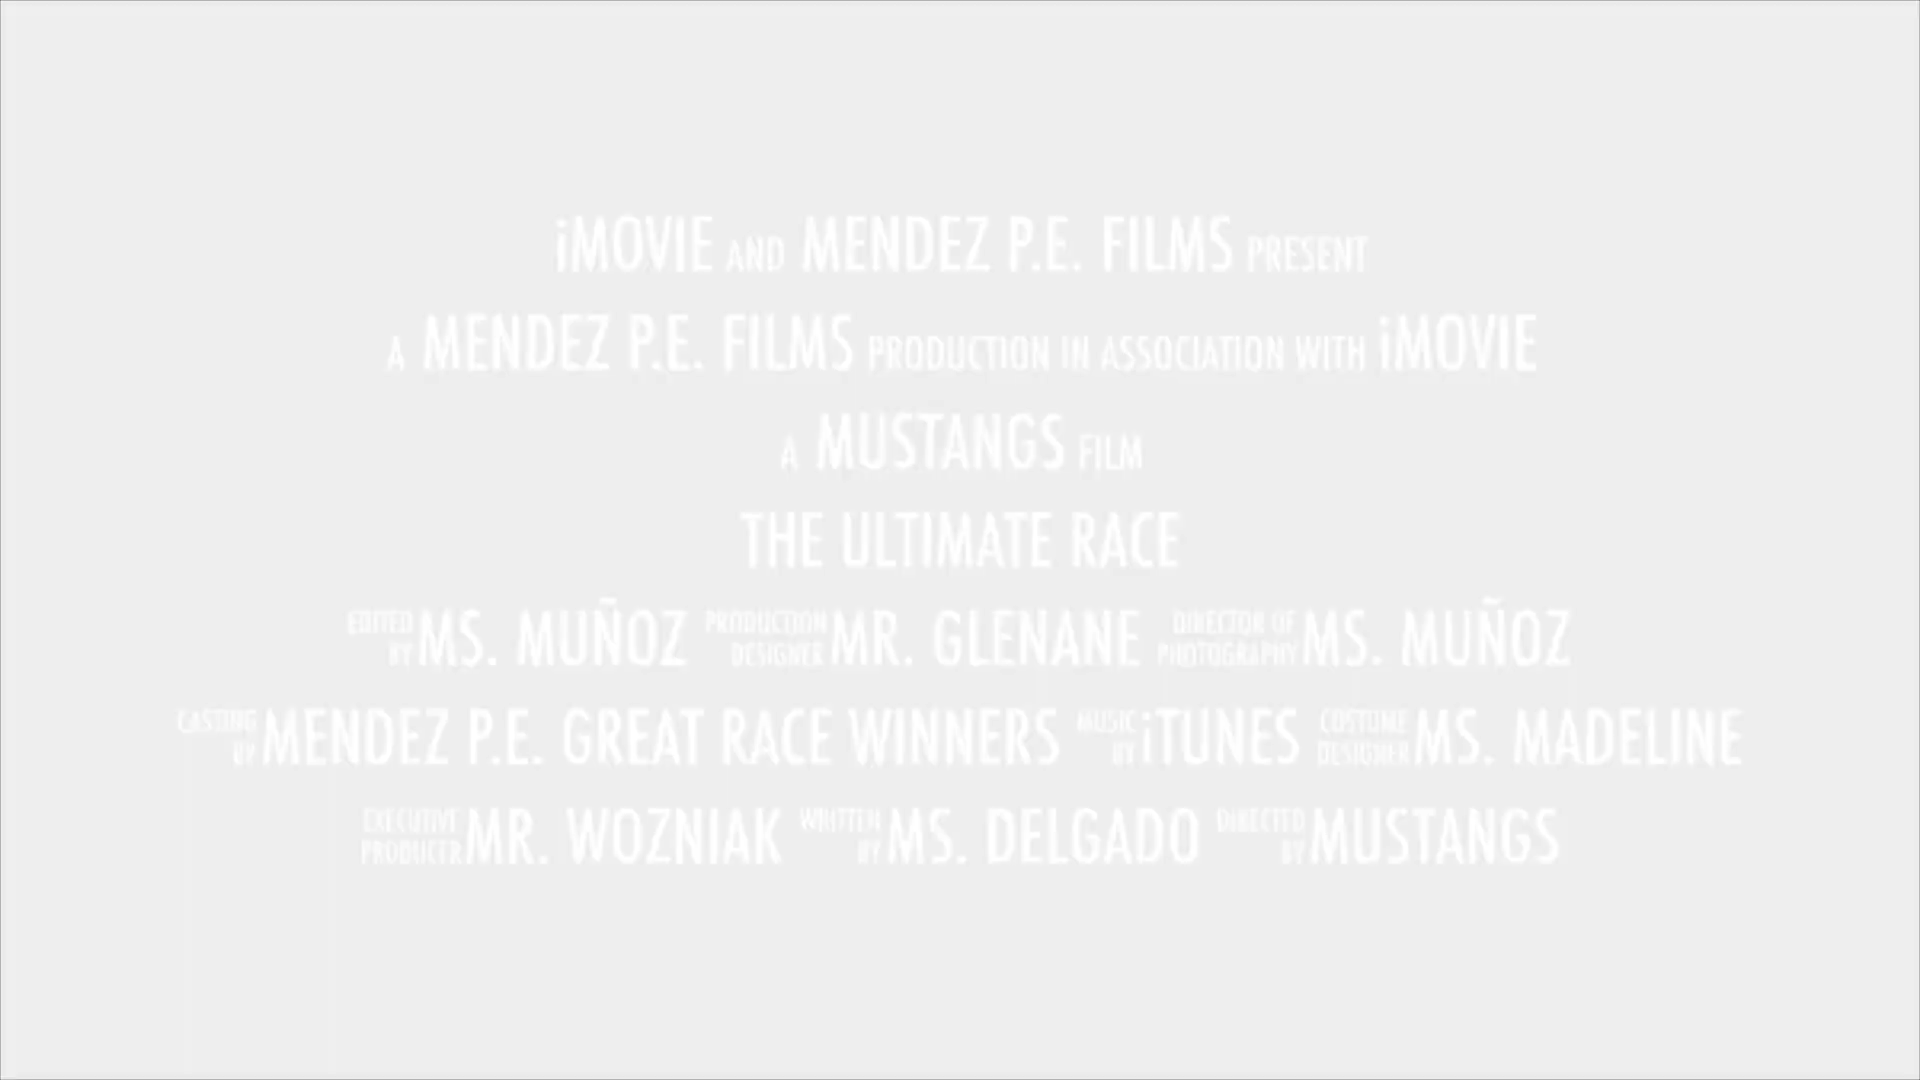 iMOVIE AND MENDEZ P.E. FILMS PRESENT
A MENDEZ P.E. FILMS PRODUCTION IN ASSOCIATION WITH iMOVIE
A MUSTANGS FILM
THE ULTIMATE RACE
EDITED BY MS. MUÑOZ PRODUCTION DESIGNER MR. GLENANE DIRECTOR OF PHOTOGRAPHY MS. MUÑOZ
CASTING BY MENDEZ P.E. GREAT RACE WINNERS MUSIC BY iTUNES COSTUME DESIGNER MS. MADELINE
EXECUTIVE PRODUCER MR. WOZNIAK WRITTEN BY MS. DELGADO DIRECTED BY MUSTANGS